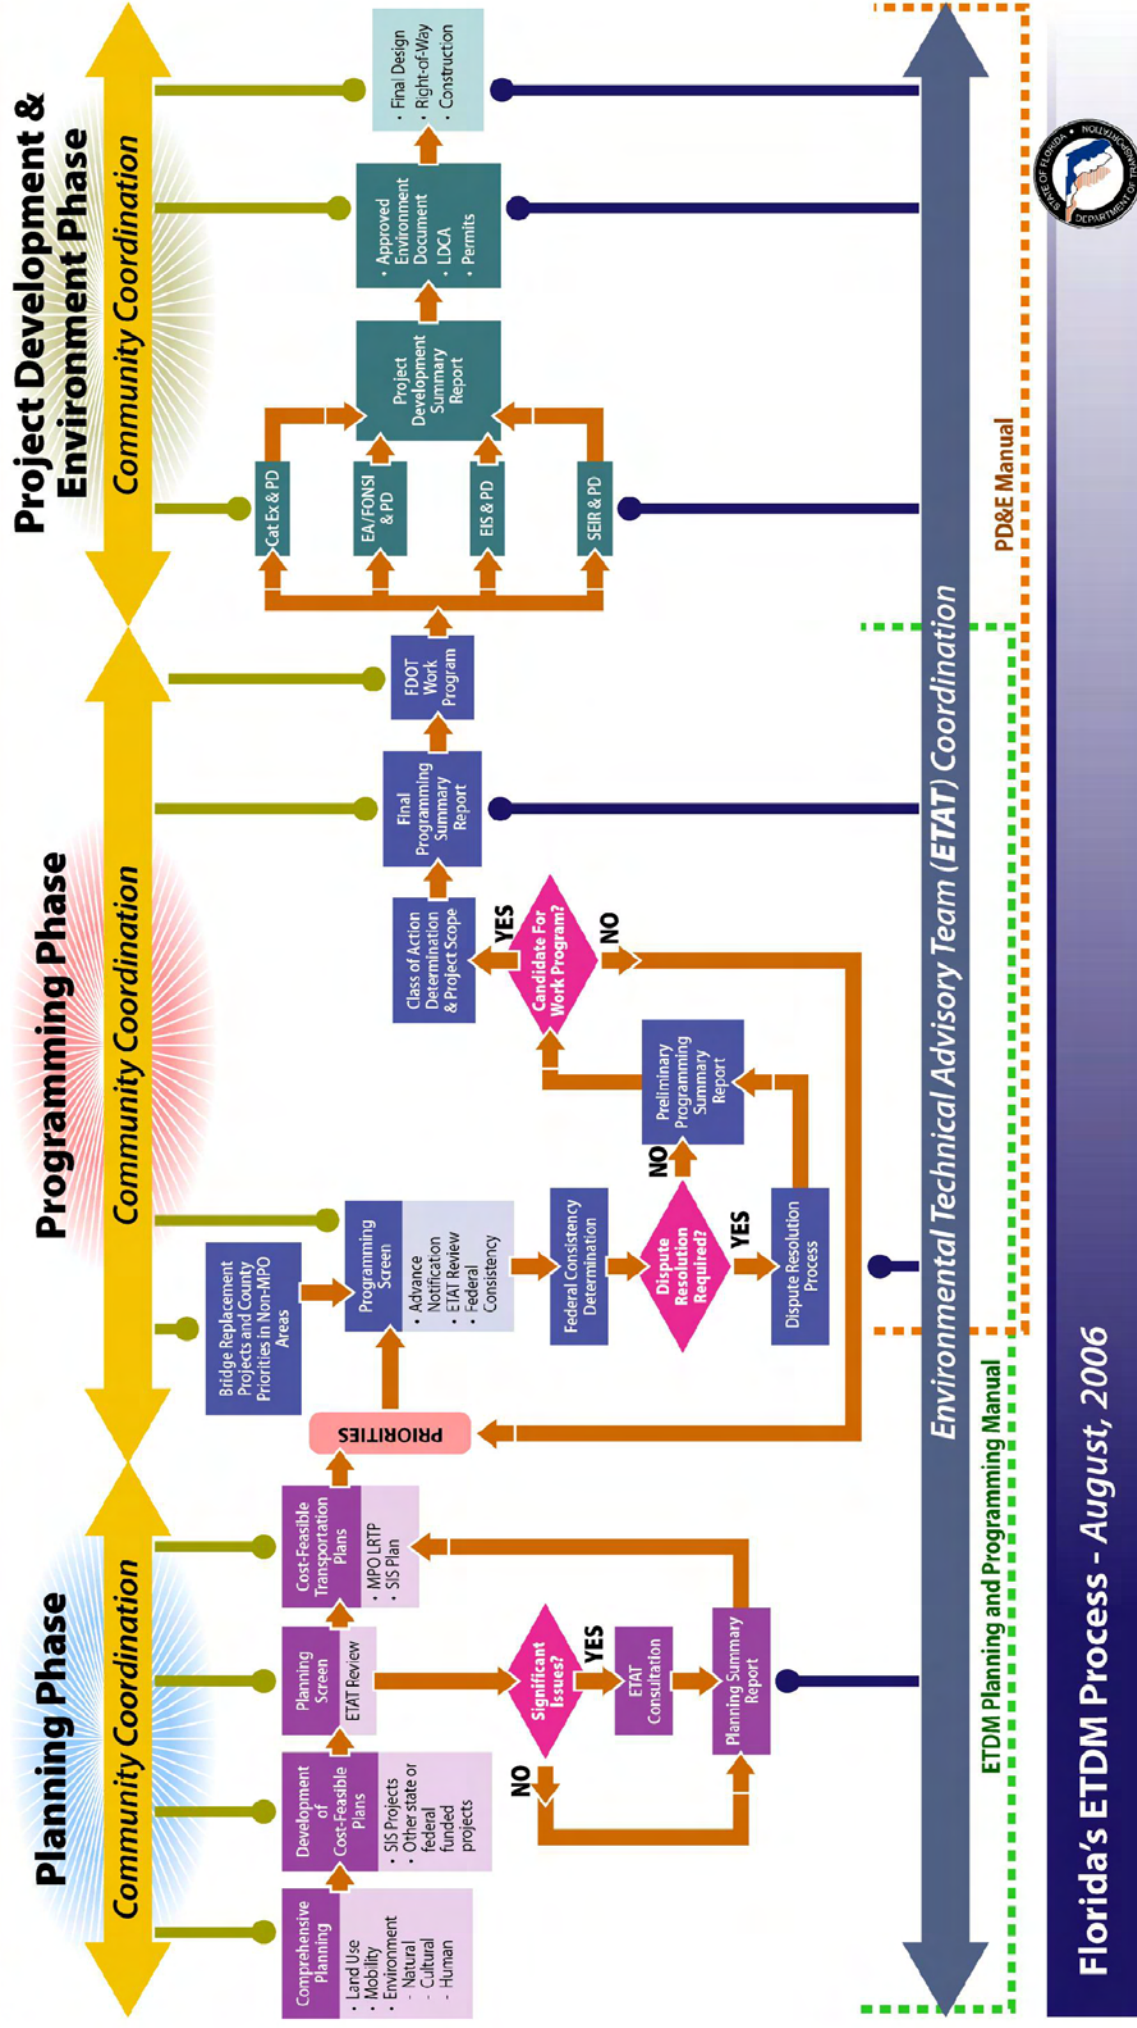 Planning Phase
Community Coordination
Comprehensive
Planning
• Land Use
• Mobility
• Environment
- Natural
- Cultural
- Human
Development
of
Cost-Feasible
Plans
• SIS Projects
• Other state or
federal
funded
projects
Planning
Screen
ETAT Review
Cost-Feasible
Transportation
Plans
• MPO LRTP
• SIS Plan
Significant
Issues?
NO
YES
ETAT
Consultation
Planning Summary
Report
PRIORITIES
Programming Phase
Community Coordination
Bridge Replacement
Projects and County
Priorities in Non-MPO
Areas
Programming
Screen
• Advance
Notification
• ETAT Review
• Federal
Consistency
Federal Consistency
Determination
Dispute
Resolution
Required?
NO
YES
Dispute Resolution
Process
Preliminary
Programming
Summary
Report
Candidate For
Work Program?
YES
NO
Class of Action
Determination
& Project Scope
Final
Programming
Summary
Report
FDOT
Work
Program
Project Development &
Environment Phase
Community Coordination
Cat Ex & PD
EA/FONSI
& PD
EIS & PD
SEIR & PD
Project
Development
Summary
Report
• Approved
Environment
Document
• LDCA
• Permits
• Final Design
• Right-of-Way
• Construction
Environmental Technical Advisory Team (ETAT) Coordination
ETDM Planning and Programming Manual
PD&E Manual
Florida's ETDM Process - August, 2006
STATE OF FLORIDA •
DEPARTMENT OF TRANSPORTATION